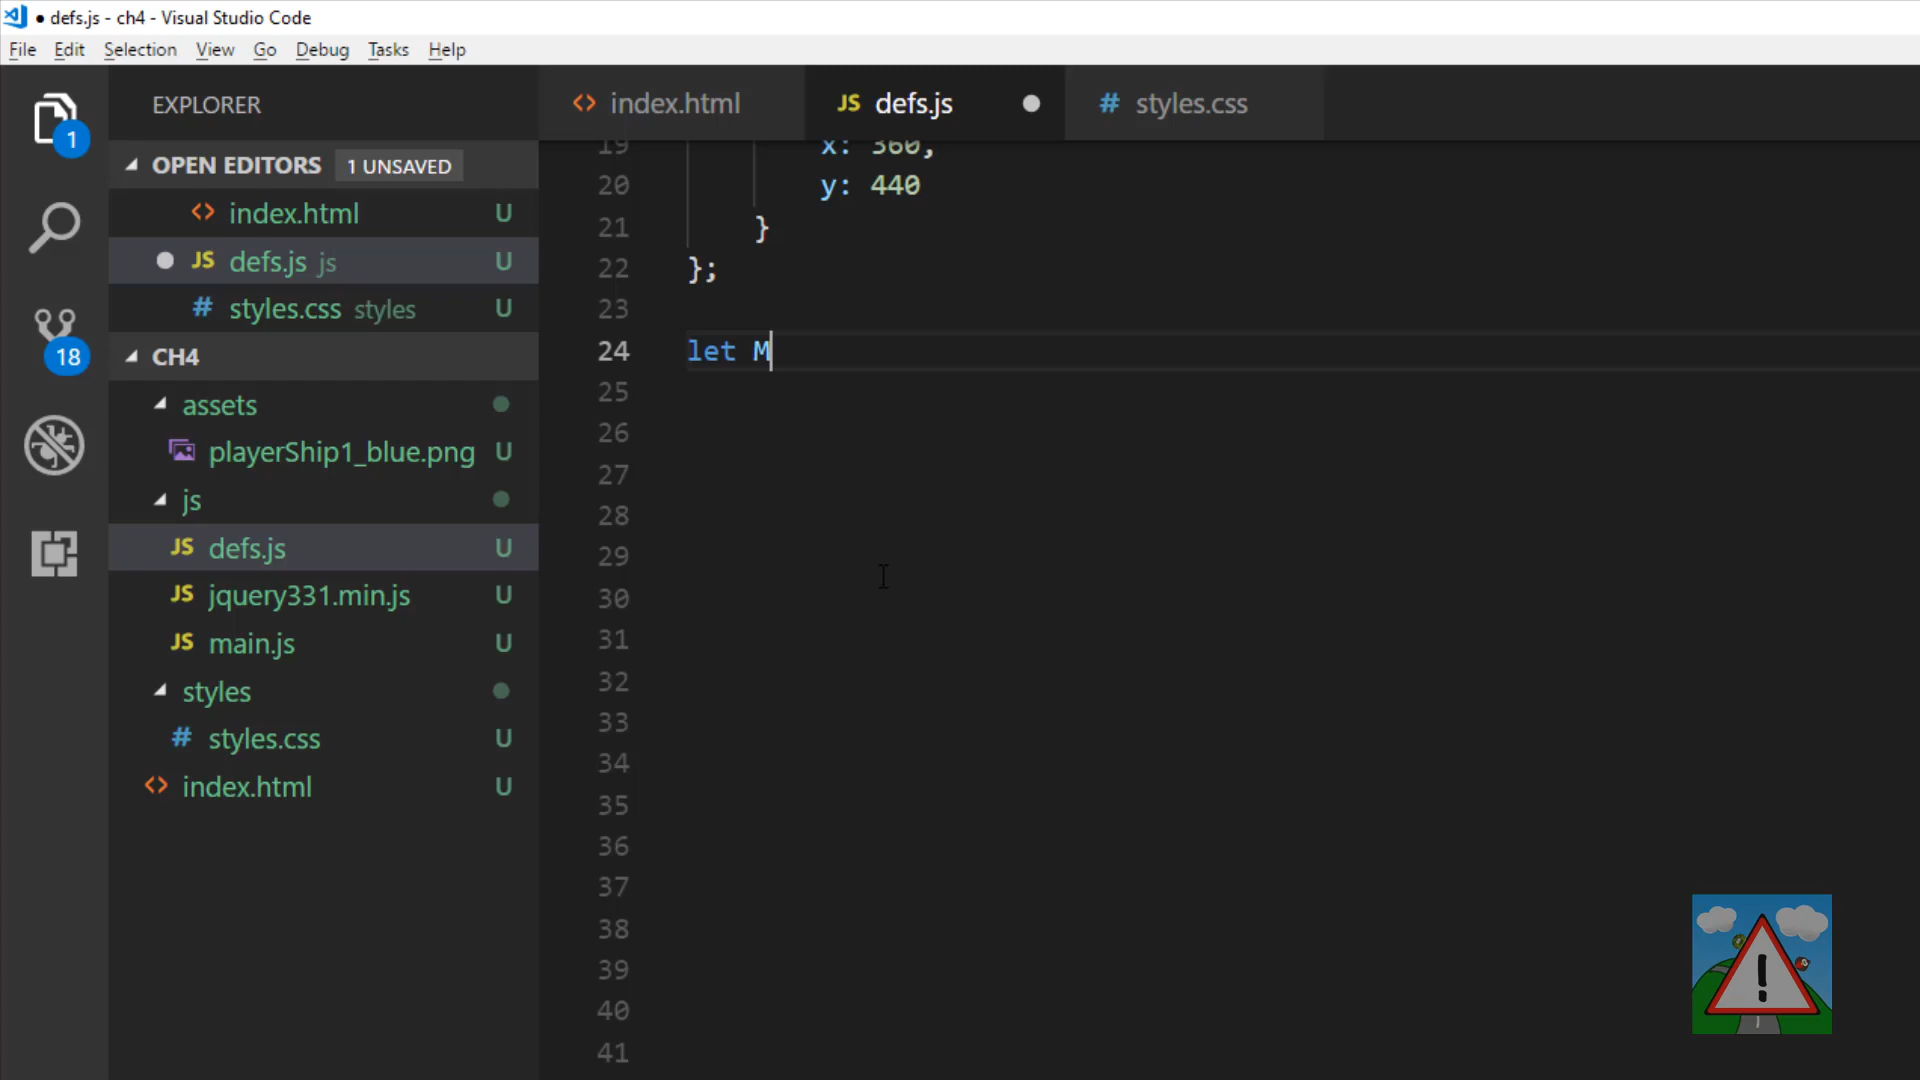 ● defs.js - ch4 - Visual Studio Code
File Edit Selection View Go Debug Tasks Help
1
18
EXPLORER
OPEN EDITORS 1 UNSAVED
<> index.html U
● JS defs.js js U
# styles.css styles U
CH4
assets
playerShip1_blue.png U
js
JS defs.js U
JS jquery331.min.js U
JS main.js U
styles
# styles.css U
<> index.html U
<> index.html JS defs.js ● # styles.css
19 x: 360,
20 y: 440
21 }
22 };
23
24 let M
25
26
27
28
29
30
31
32
33
34
35
36
37
38
39
40
41
!